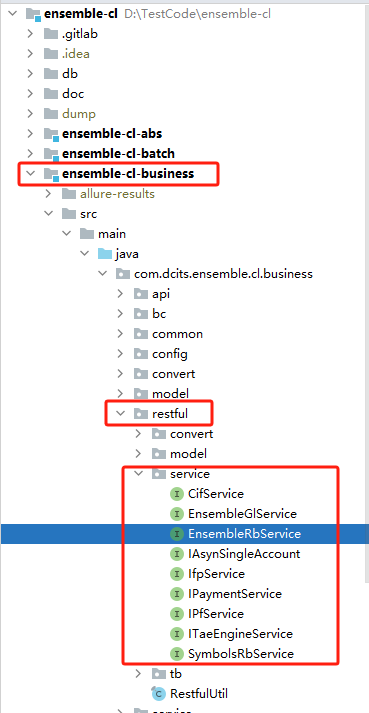 ensemble-cl D:\TestCode\ensemble-cl
.gitlab
.idea
db
doc
dump
ensemble-cl-abs
ensemble-cl-batch
ensemble-cl-business
allure-results
src
main
java
com.dcits.ensemble.cl.business
api
bc
common
config
convert
model
restful
convert
model
service
I CifService
I EnsembleGlService
I EnsembleRbService
I IAsynSingleAccount
I IfpService
I IPaymentService
I IPfService
I ITaeEngineService
I SymbolsRbService
tb
C RestfulUtil